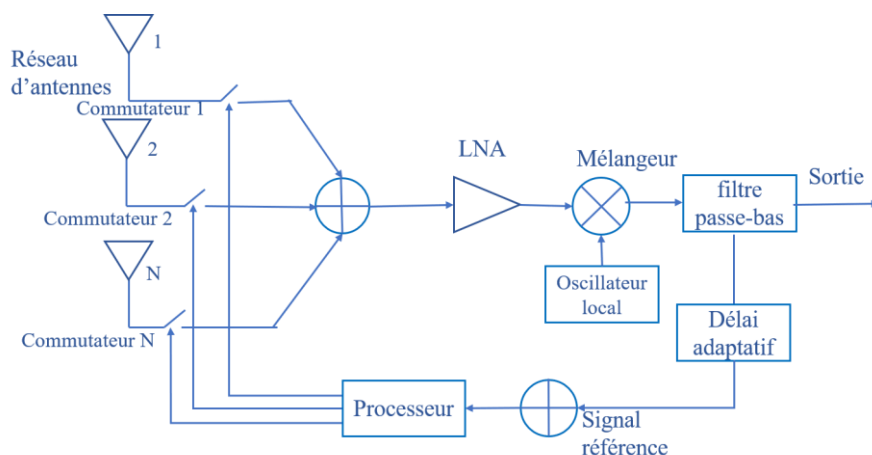 1
Réseau
d'antennes
Commutateur 1
2
LNA
Mélangeur
filtre
passe-bas
Sortie
Commutateur 2
N
Oscillateur
local
Commutateur N
Délai
adaptatif
Processeur
Signal
référence